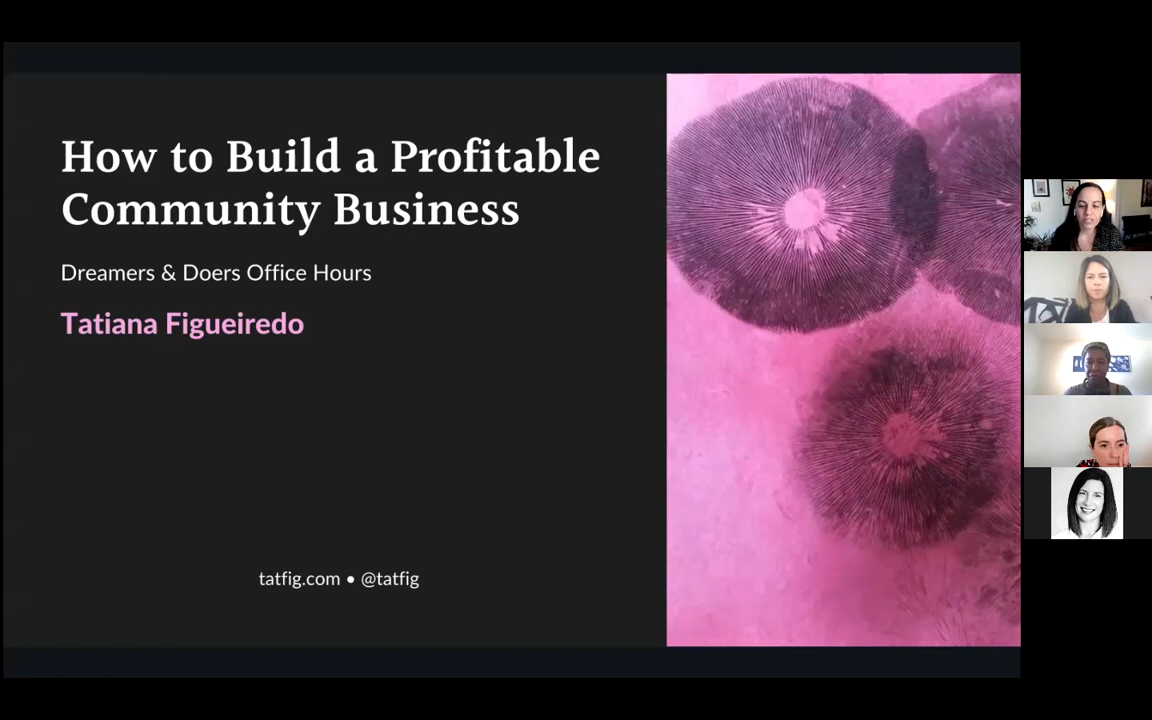 How to Build a Profitable
Community Business
Dreamers & Doers Office Hours
Tatiana Figueiredo
tatfig.com • @tatfig